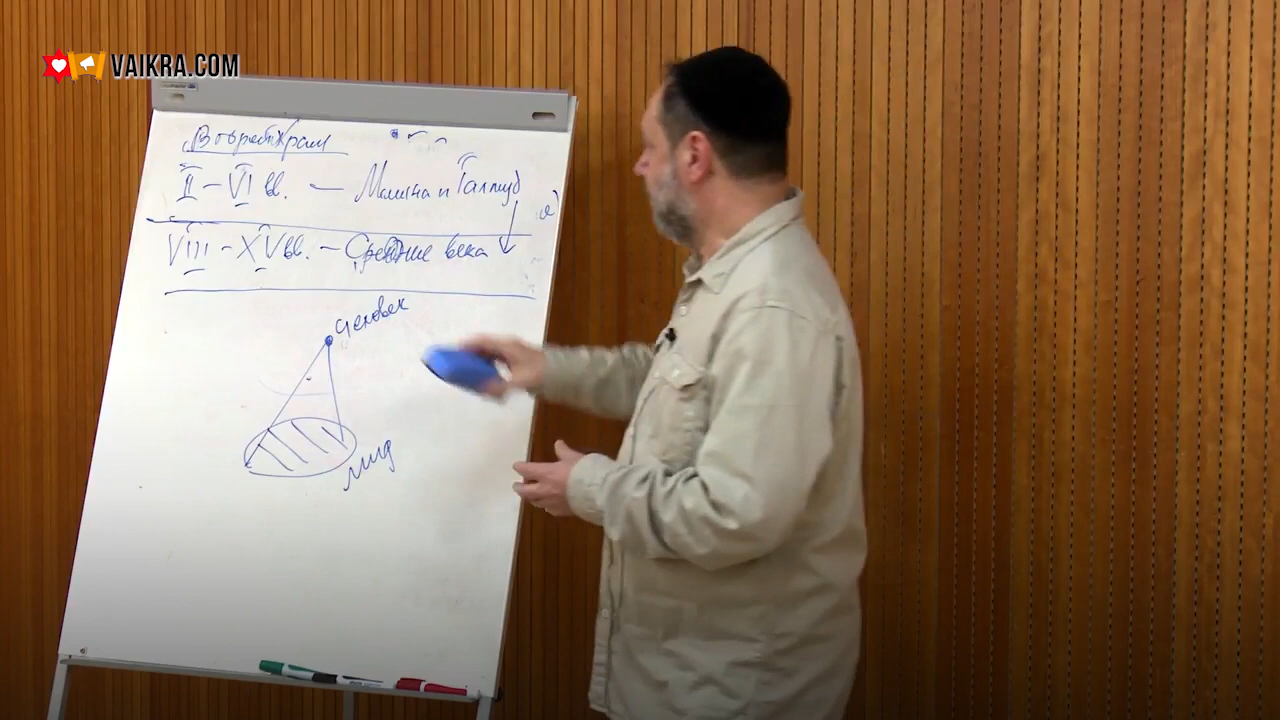 VAIKRA.COM
Второй Храм
II – VI вв. — Мишна и Талмуд
VIII – XV вв. – Средние века
человек
мир